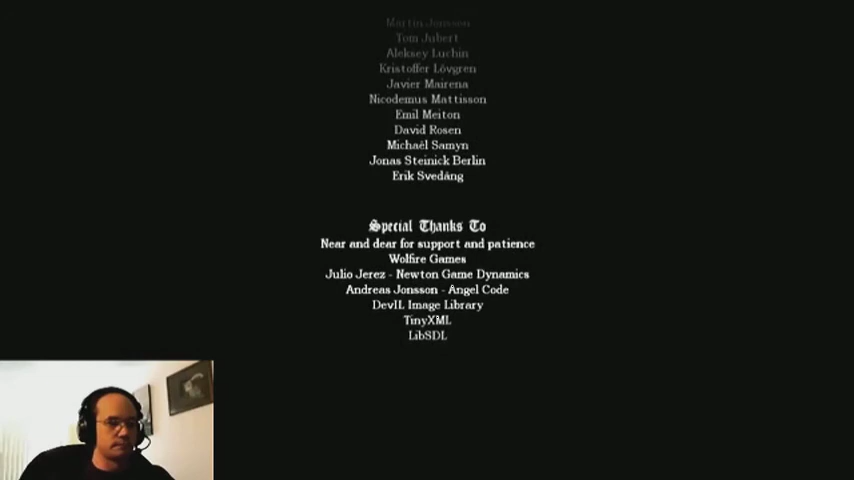 Martin Jonsson
Tom Jubert
Aleksey Luchin
Kristoffer Lövgren
Javier Mairena
Nicodemus Mattisson
Emil Meiton
David Rosen
Michaël Samyn
Jonas Steinick Berlin
Erik Svedäng
Special Thanks To
Near and dear for support and patience
Wolfire Games
Julio Jerez - Newton Game Dynamics
Andreas Jonsson - Angel Code
DevIL Image Library
TinyXML
LibSDL